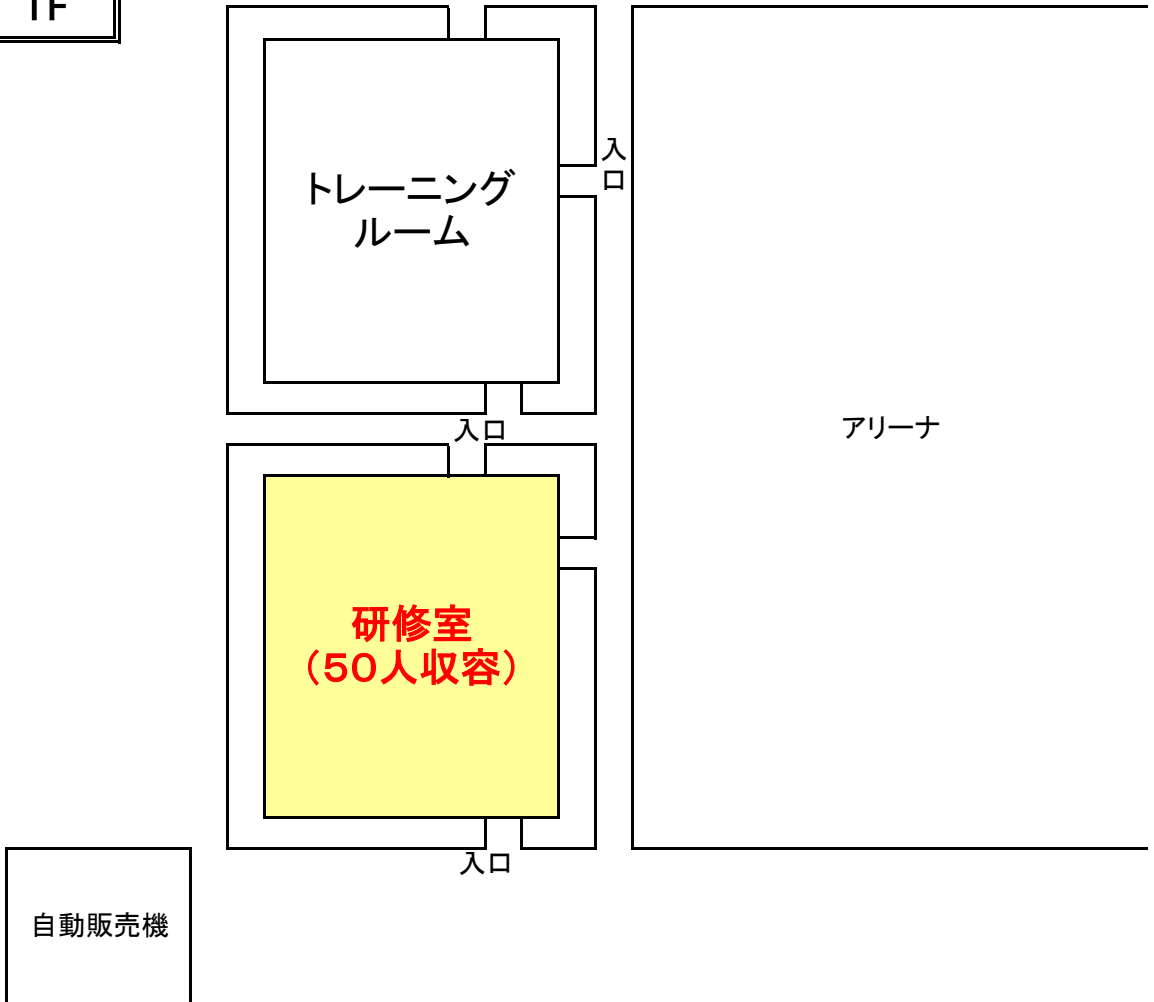 1F
入口
トレーニング
ルーム
アリーナ
入口
研修室
（50人収容）
入口
自動販売機